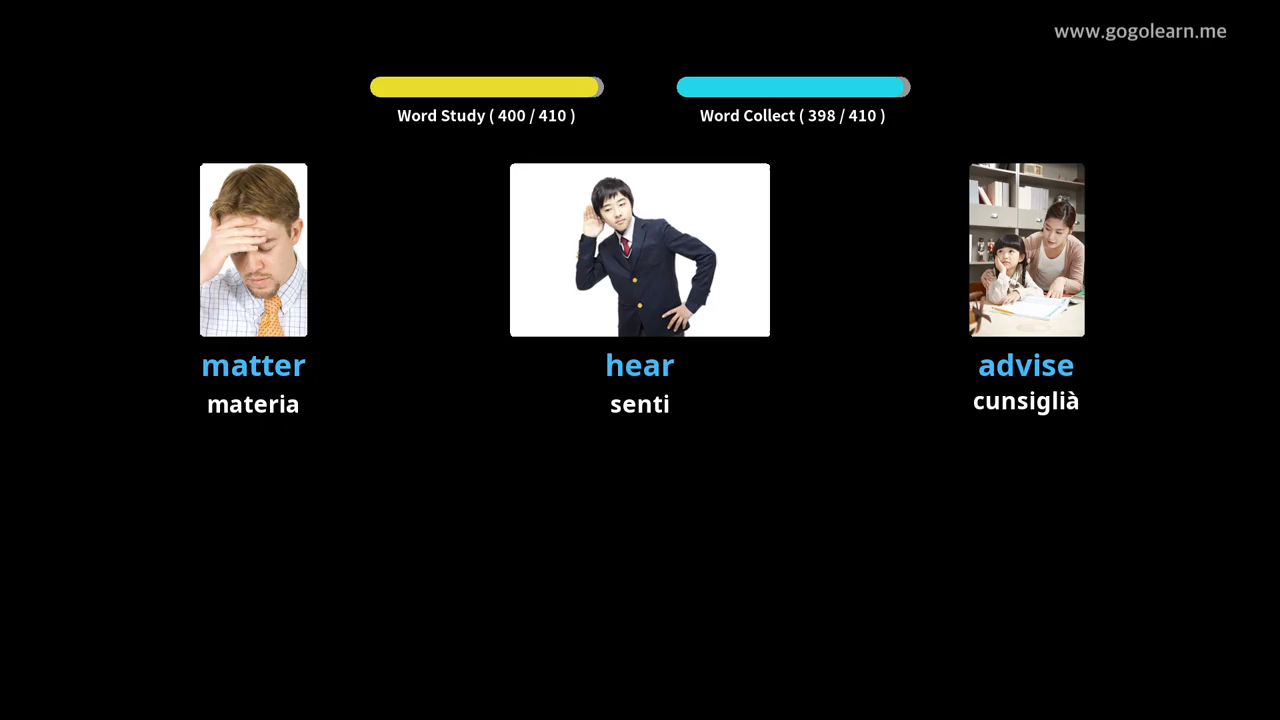 www.gogolearn.me
Word Study ( 400 / 410 )
Word Collect ( 398 / 410 )
matter
materia
hear
senti
advise
cunsiglià